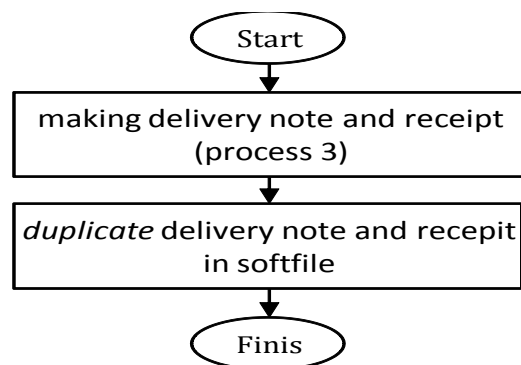 Start
making delivery note and receipt
(process 3)
duplicate delivery note and recepit
in softfile
Finis